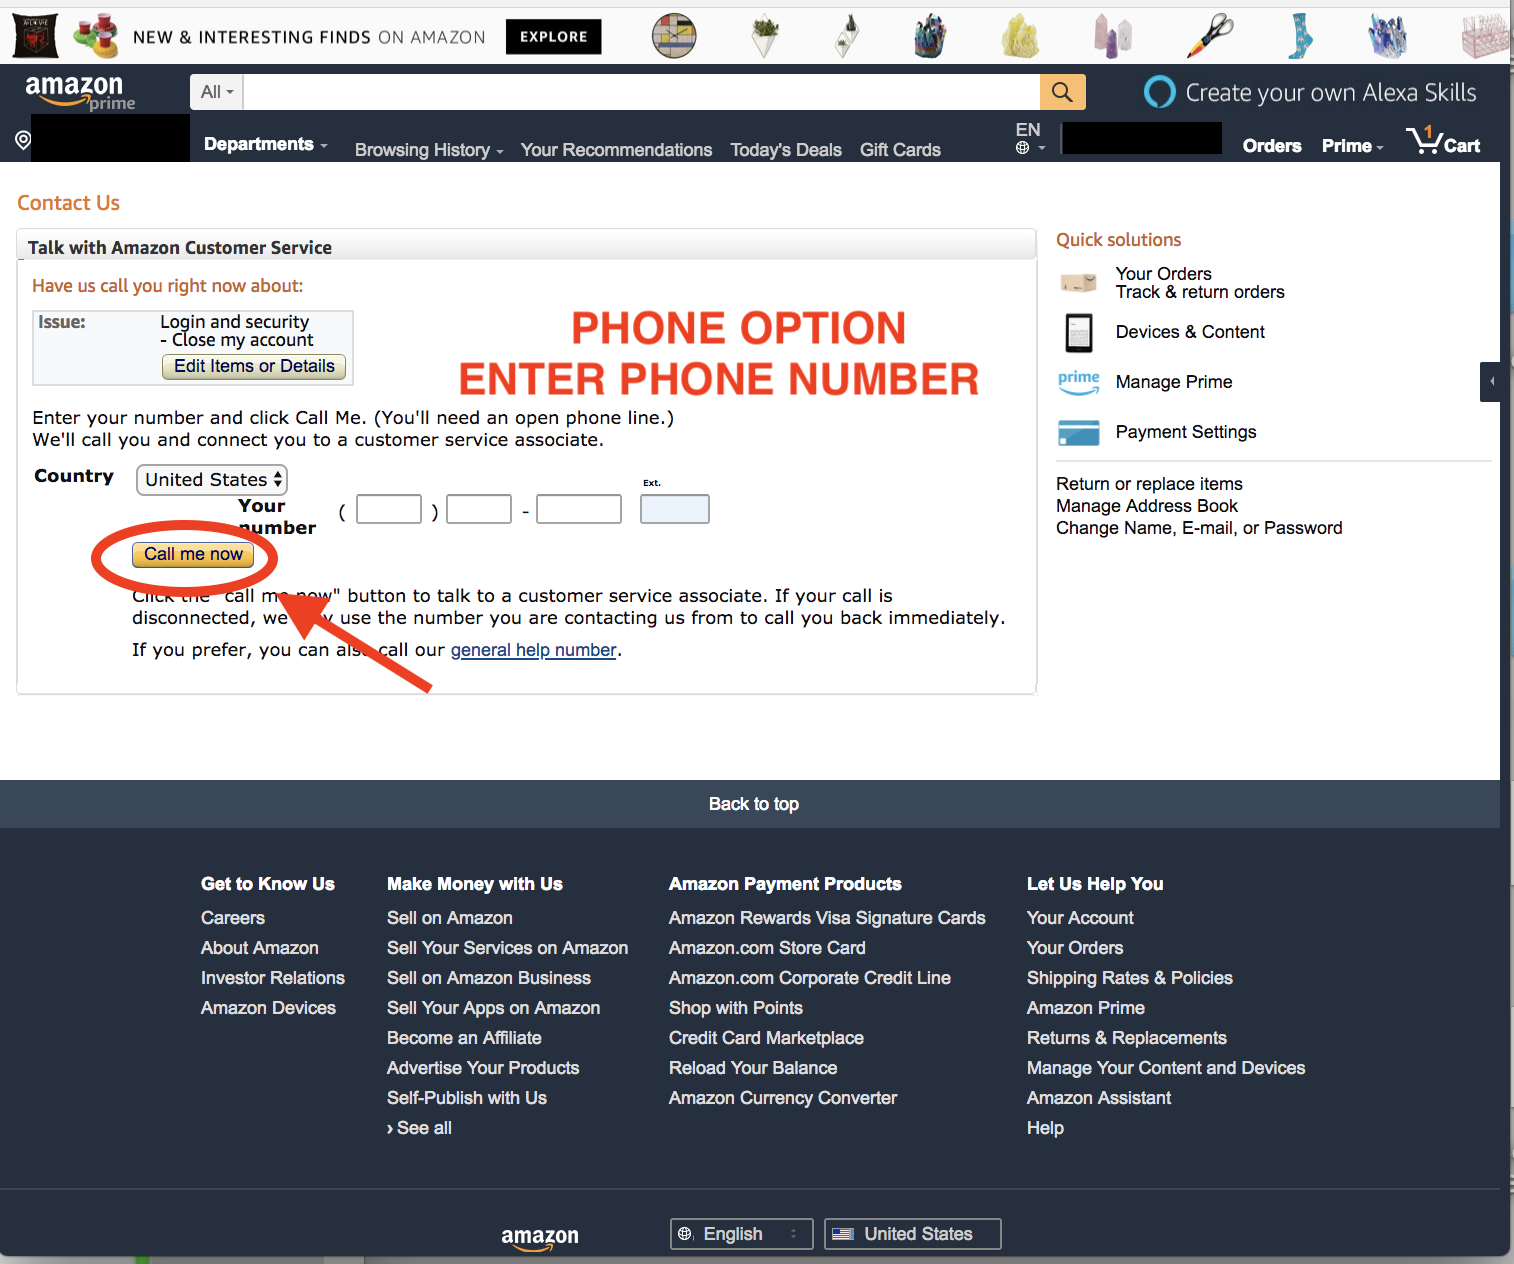 NEW & INTERESTING FINDS ON AMAZON EXPLORE
amazon prime
All
Create your own Alexa Skills
Departments
Browsing History
Your Recommendations
Today's Deals
Gift Cards
EN
Orders
Prime
1
Cart
Contact Us
Talk with Amazon Customer Service
Have us call you right now about:
Issue:
Login and security
- Close my account
Edit Items or Details
PHONE OPTION
ENTER PHONE NUMBER
Enter your number and click Call Me. (You'll need an open phone line.)
We'll call you and connect you to a customer service associate.
Country
United States
Your
number
( ) -
Ext.
Call me now
Click the "call me now" button to talk to a customer service associate. If your call is
disconnected, we may use the number you are contacting us from to call you back immediately.
If you prefer, you can also call our general help number.
Quick solutions
Your Orders
Track & return orders
Devices & Content
prime
Manage Prime
Payment Settings
Return or replace items
Manage Address Book
Change Name, E-mail, or Password
Back to top
Get to Know Us
Careers
About Amazon
Investor Relations
Amazon Devices
Make Money with Us
Sell on Amazon
Sell Your Services on Amazon
Sell on Amazon Business
Sell Your Apps on Amazon
Become an Affiliate
Advertise Your Products
Self-Publish with Us
› See all
Amazon Payment Products
Amazon Rewards Visa Signature Cards
Amazon.com Store Card
Amazon.com Corporate Credit Line
Shop with Points
Credit Card Marketplace
Reload Your Balance
Amazon Currency Converter
Let Us Help You
Your Account
Your Orders
Shipping Rates & Policies
Amazon Prime
Returns & Replacements
Manage Your Content and Devices
Amazon Assistant
Help
amazon
English
United States